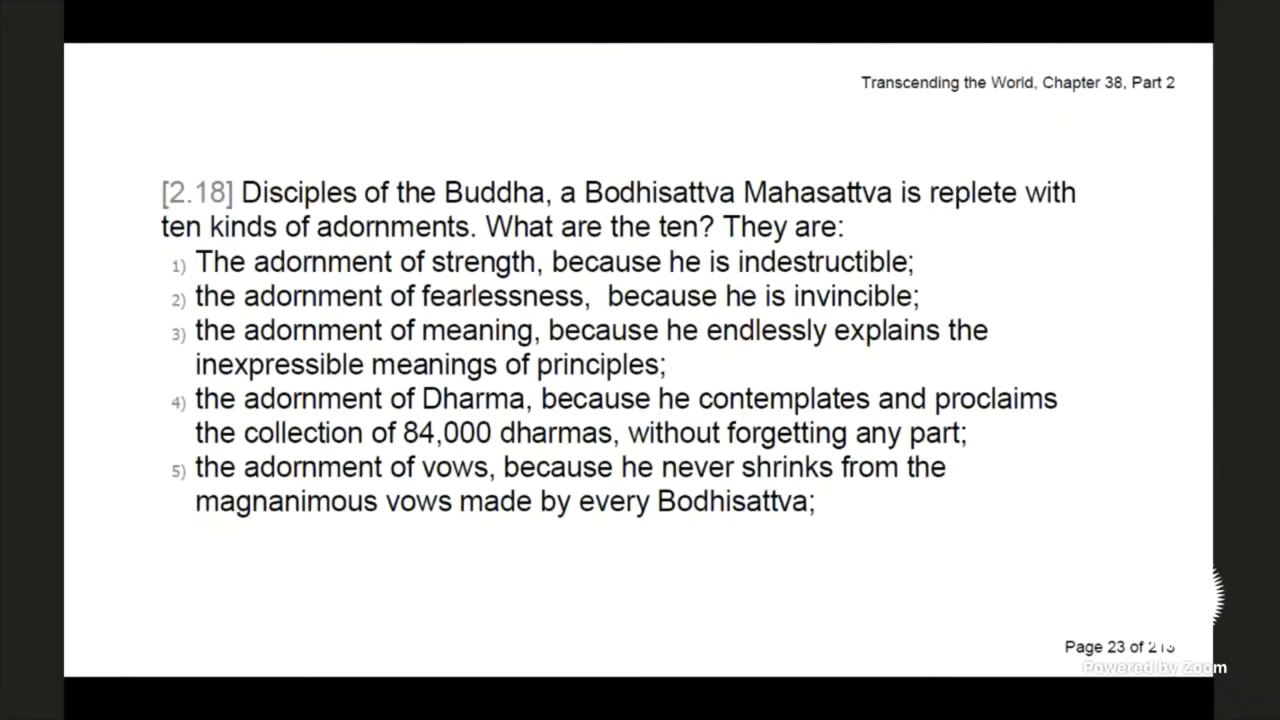 Transcending the World, Chapter 38, Part 2
[2.18] Disciples of the Buddha, a Bodhisattva Mahasattva is replete with
ten kinds of adornments. What are the ten? They are:
1) The adornment of strength, because he is indestructible;
2) the adornment of fearlessness,  because he is invincible;
3) the adornment of meaning, because he endlessly explains the
inexpressible meanings of principles;
4) the adornment of Dharma, because he contemplates and proclaims
the collection of 84,000 dharmas, without forgetting any part;
5) the adornment of vows, because he never shrinks from the
magnanimous vows made by every Bodhisattva;
Page 23 of
Powered by Zoom